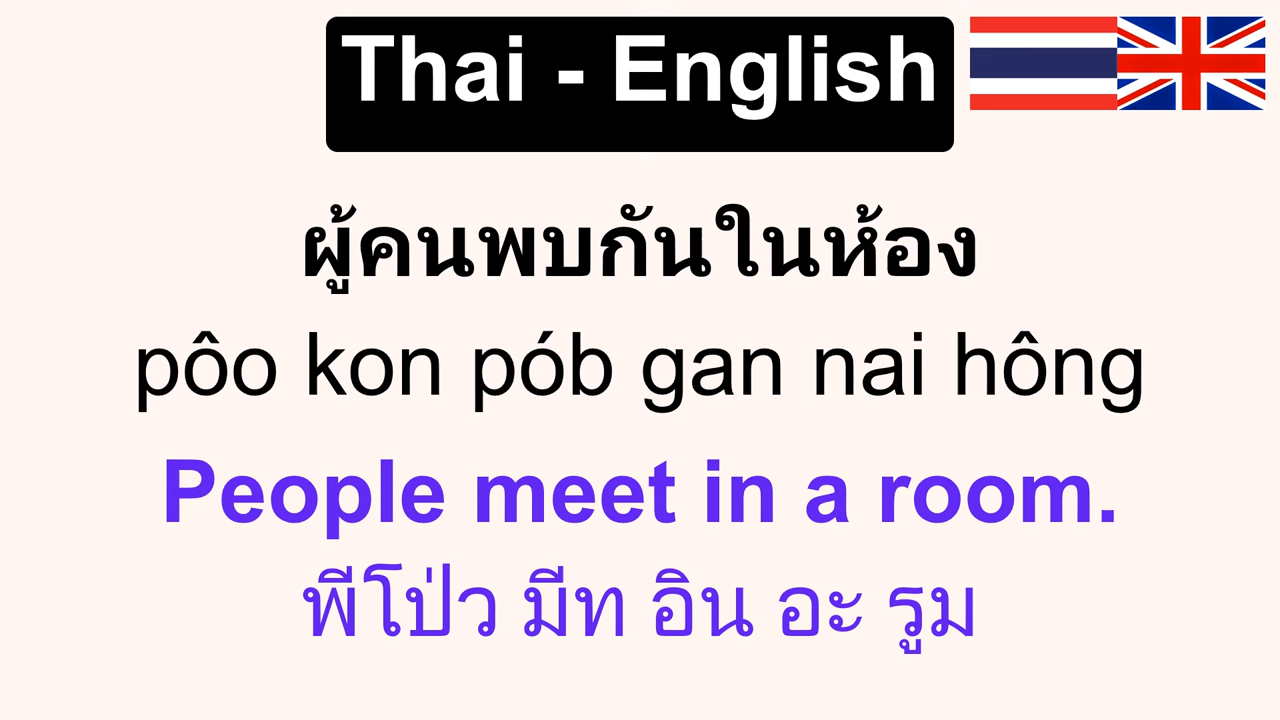 Thai - English
ผู้คนพบกันในห้อง
pôo kon pób gan nai hông
People meet in a room.
พีโป่ว มีท อิน อะ รูม